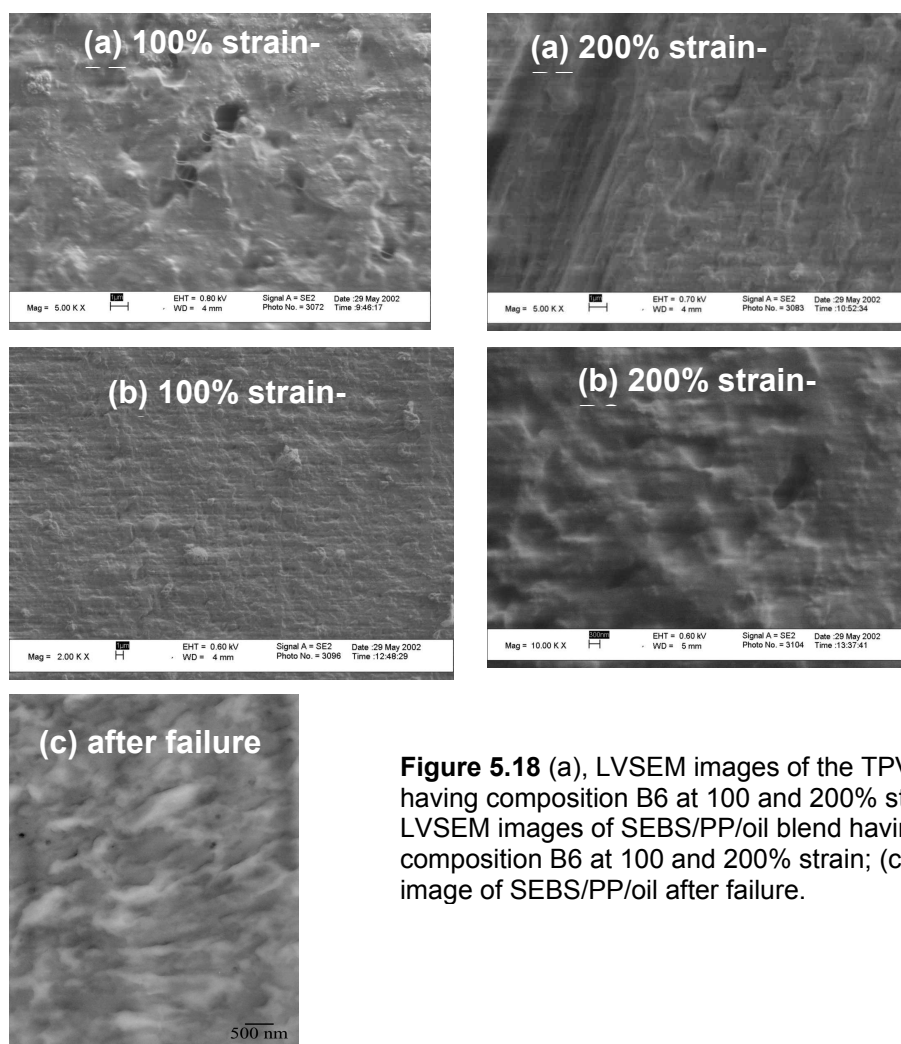 (a) 100% strain-
(a) 200% strain-
Mag = 5.00 K X 1µm EHT = 0.80 kV Signal A = SE2 Date :29 May 2002
WD = 4 mm Photo No. = 3072 Time :9:46:17
Mag = 5.00 K X 1µm EHT = 0.70 kV Signal A = SE2 Date :29 May 2002
WD = 4 mm Photo No. = 3083 Time :10:52:34
(b) 100% strain-
(b) 200% strain-
Mag = 2.00 K X 1µm EHT = 0.60 kV Signal A = SE2 Date :29 May 2002
WD = 4 mm Photo No. = 3096 Time :12:48:29
Mag = 10.00 K X 300nm EHT = 0.60 kV Signal A = SE2 Date :29 May 2002
WD = 5 mm Photo No. = 3104 Time :13:37:41
(c) after failure
500 nm
Figure 5.18 (a), LVSEM images of the TPV
having composition B6 at 100 and 200% st
LVSEM images of SEBS/PP/oil blend havin
composition B6 at 100 and 200% strain; (c
image of SEBS/PP/oil after failure.